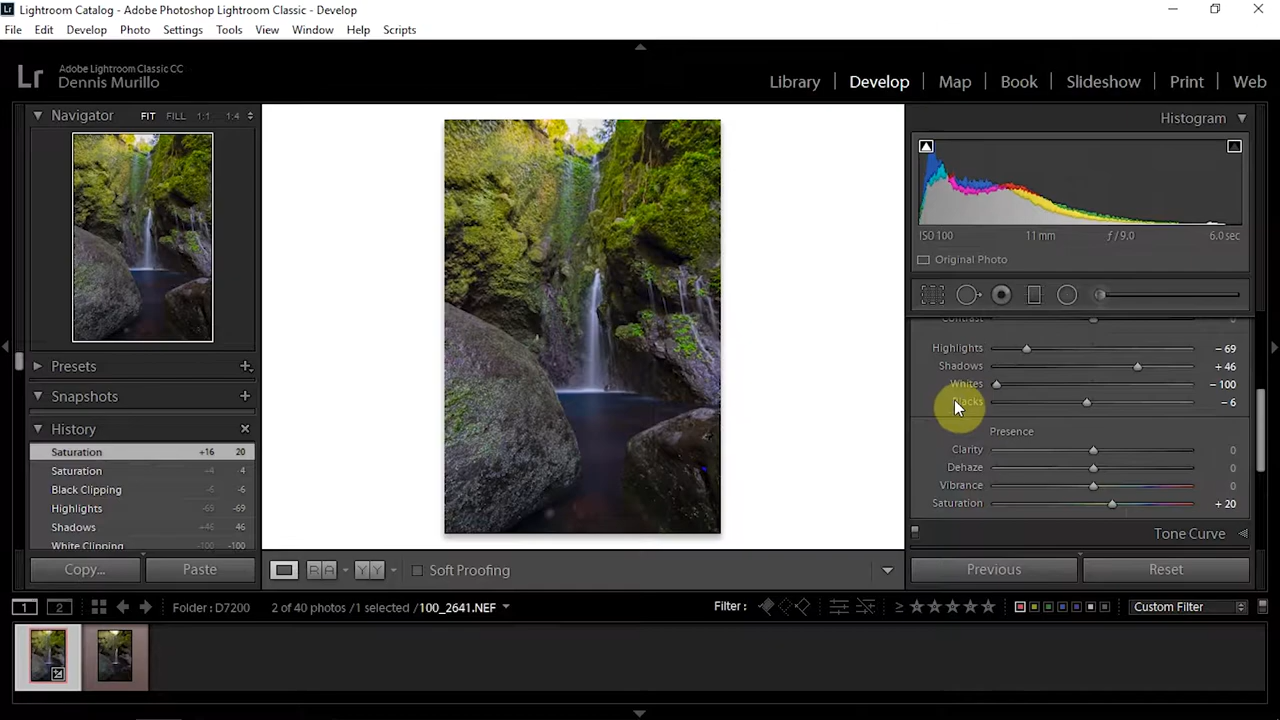 Lightroom Catalog - Adobe Photoshop Lightroom Classic - Develop
File Edit Develop Photo Settings Tools View Window Help Scripts
Lr Adobe Lightroom Classic CC
Dennis Murillo
Library Develop Map Book Slideshow Print Web
Navigator FIT FILL 1:1 1:4
Presets
Snapshots
History
Saturation +16 20
Saturation +4 4
Black Clipping -6 -6
Highlights -69 -69
Shadows +46 46
White Clipping -100 -100
Copy... Paste
Soft Proofing
Histogram
ISO 100 11mm ƒ/9.0 6.0 sec
Original Photo
Contrast 0
Highlights - 69
Shadows + 46
Whites - 100
Blacks - 6
Presence
Clarity 0
Dehaze 0
Vibrance 0
Saturation + 20
Tone Curve
Previous Reset
1 2 Folder: D7200 2 of 40 photos /1 selected /100_2641.NEF Filter: Custom Filter